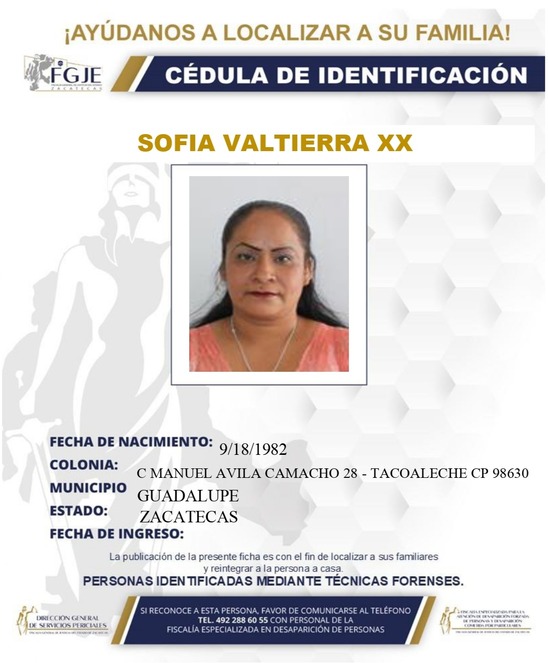 ¡AYÚDANOS A LOCALIZAR A SU FAMILIA!
FGJE
ZACATECAS
CÉDULA DE IDENTIFICACIÓN
SOFIA VALTIERRA XX
FECHA DE NACIMIENTO: 9/18/1982
COLONIA: C MANUEL AVILA CAMACHO 28 - TACOALECHE CP 98630
MUNICIPIO GUADALUPE
ESTADO: ZACATECAS
FECHA DE INGRESO:
La publicación de la presente ficha es con el fin de localizar a sus familiares
y reintegrar a la persona a casa.
PERSONAS IDENTIFICADAS MEDIANTE TÉCNICAS FORENSES.
DIRECCIÓN GENERAL
DE SERVICIOS PERICIALES
SI RECONOCE A ESTA PERSONA, FAVOR DE COMUNICARSE AL TELÉFONO
TEL. 492 288 60 55 CON PERSONAL DE LA
FISCALÍA ESPECIALIZADA EN DESAPARICIÓN DE PERSONAS